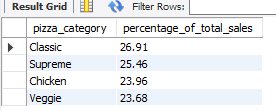 Result Grid Filter Rows:
pizza_category percentage_of_total_sales
Classic 26.91
Supreme 25.46
Chicken 23.96
Veggie 23.68